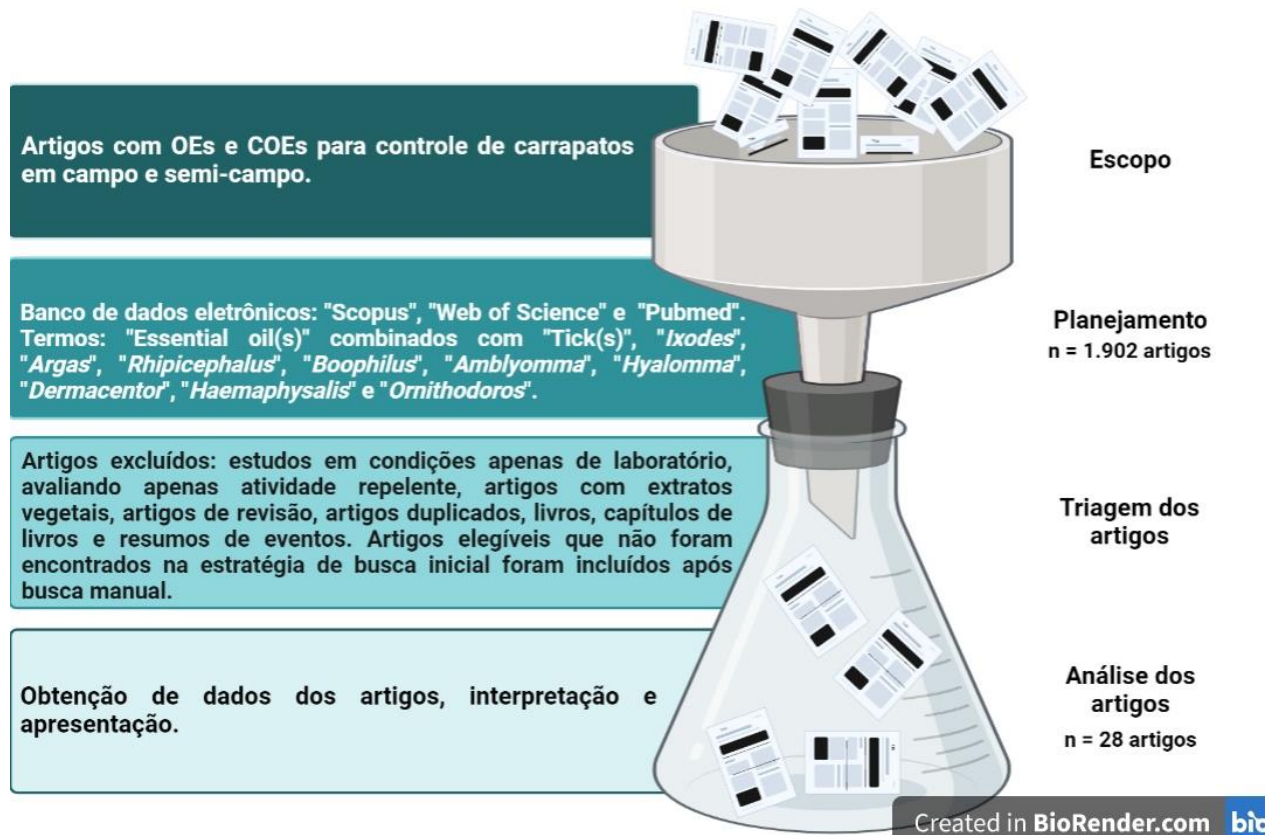 Artigos com OEs e COEs para controle de carrapatos
em campo e semi-campo.
Escopo
Banco de dados eletrônicos: "Scopus", "Web of Science" e "Pubmed".
Termos: "Essential oil(s)" combinados com "Tick(s)", "Ixodes",
"Argas", "Rhipicephalus", "Boophilus", "Amblyomma", "Hyalomma",
"Dermacentor", "Haemaphysalis" e "Ornithodoros".
Planejamento
n = 1.902 artigos
Artigos excluídos: estudos em condições apenas de laboratório,
avaliando apenas atividade repelente, artigos com extratos
vegetais, artigos de revisão, artigos duplicados, livros, capítulos de
livros e resumos de eventos. Artigos elegíveis que não foram
encontrados na estratégia de busca inicial foram incluídos após
busca manual.
Triagem dos
artigos
Obtenção de dados dos artigos, interpretação e
apresentação.
Análise dos
artigos
n = 28 artigos
Created in BioRender.com bio